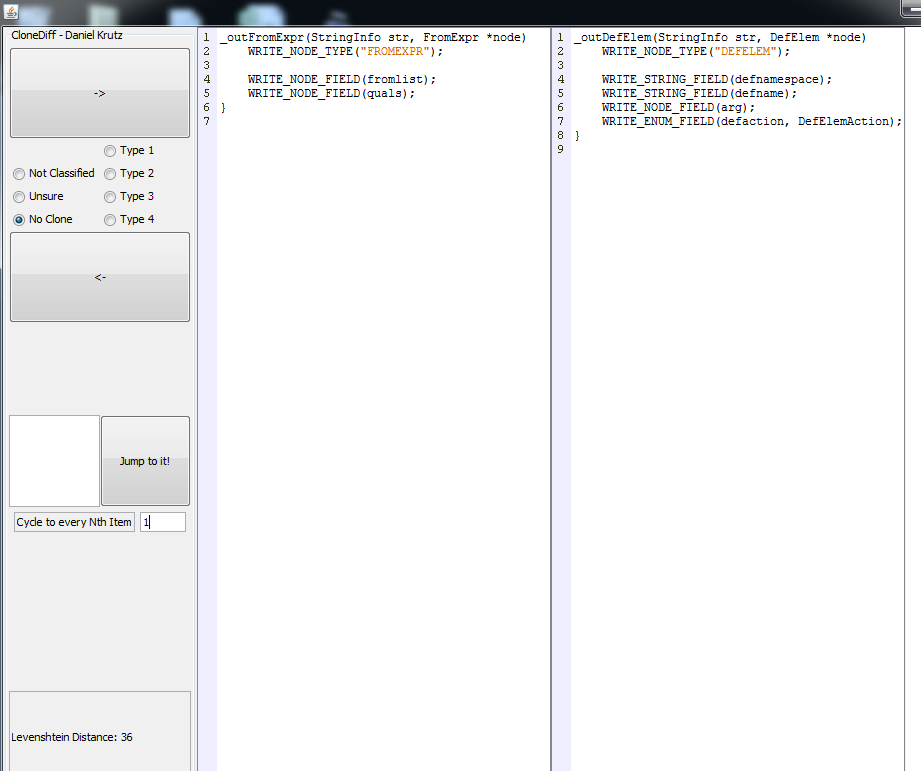 CloneDiff - Daniel Krutz
->
Type 1
Not Classified Type 2
Unsure Type 3
No Clone Type 4
<-
Jump to it!
Cycle to every Nth Item 1
Levenshtein Distance: 36
1 _outFromExpr(StringInfo str, FromExpr *node)
2 WRITE_NODE_TYPE("FROMEXPR");
3
4 WRITE_NODE_FIELD(fromlist);
5 WRITE_NODE_FIELD(quals);
6 }
7
1 _outDefElem(StringInfo str, DefElem *node)
2 WRITE_NODE_TYPE("DEFELEM");
3
4 WRITE_STRING_FIELD(defnamespace);
5 WRITE_STRING_FIELD(defname);
6 WRITE_NODE_FIELD(arg);
7 WRITE_ENUM_FIELD(defaction, DefElemAction);
8 }
9